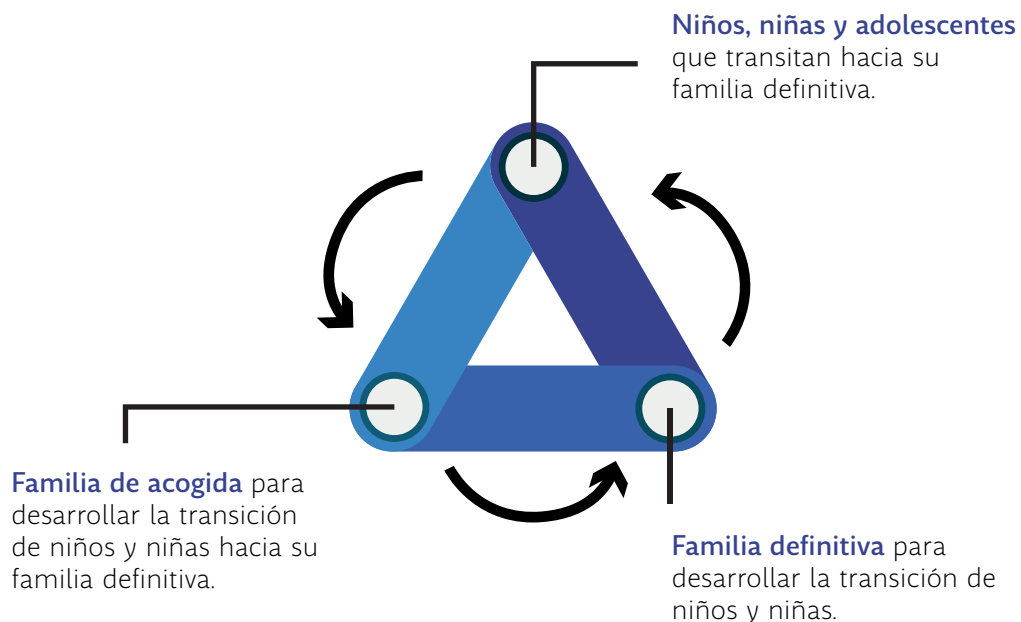 Niños, niñas y adolescentes
que transitan hacia su
familia definitiva.
Familia de acogida para
desarrollar la transición
de niños y niñas hacia su
familia definitiva.
Familia definitiva para
desarrollar la transición de
niños y niñas.